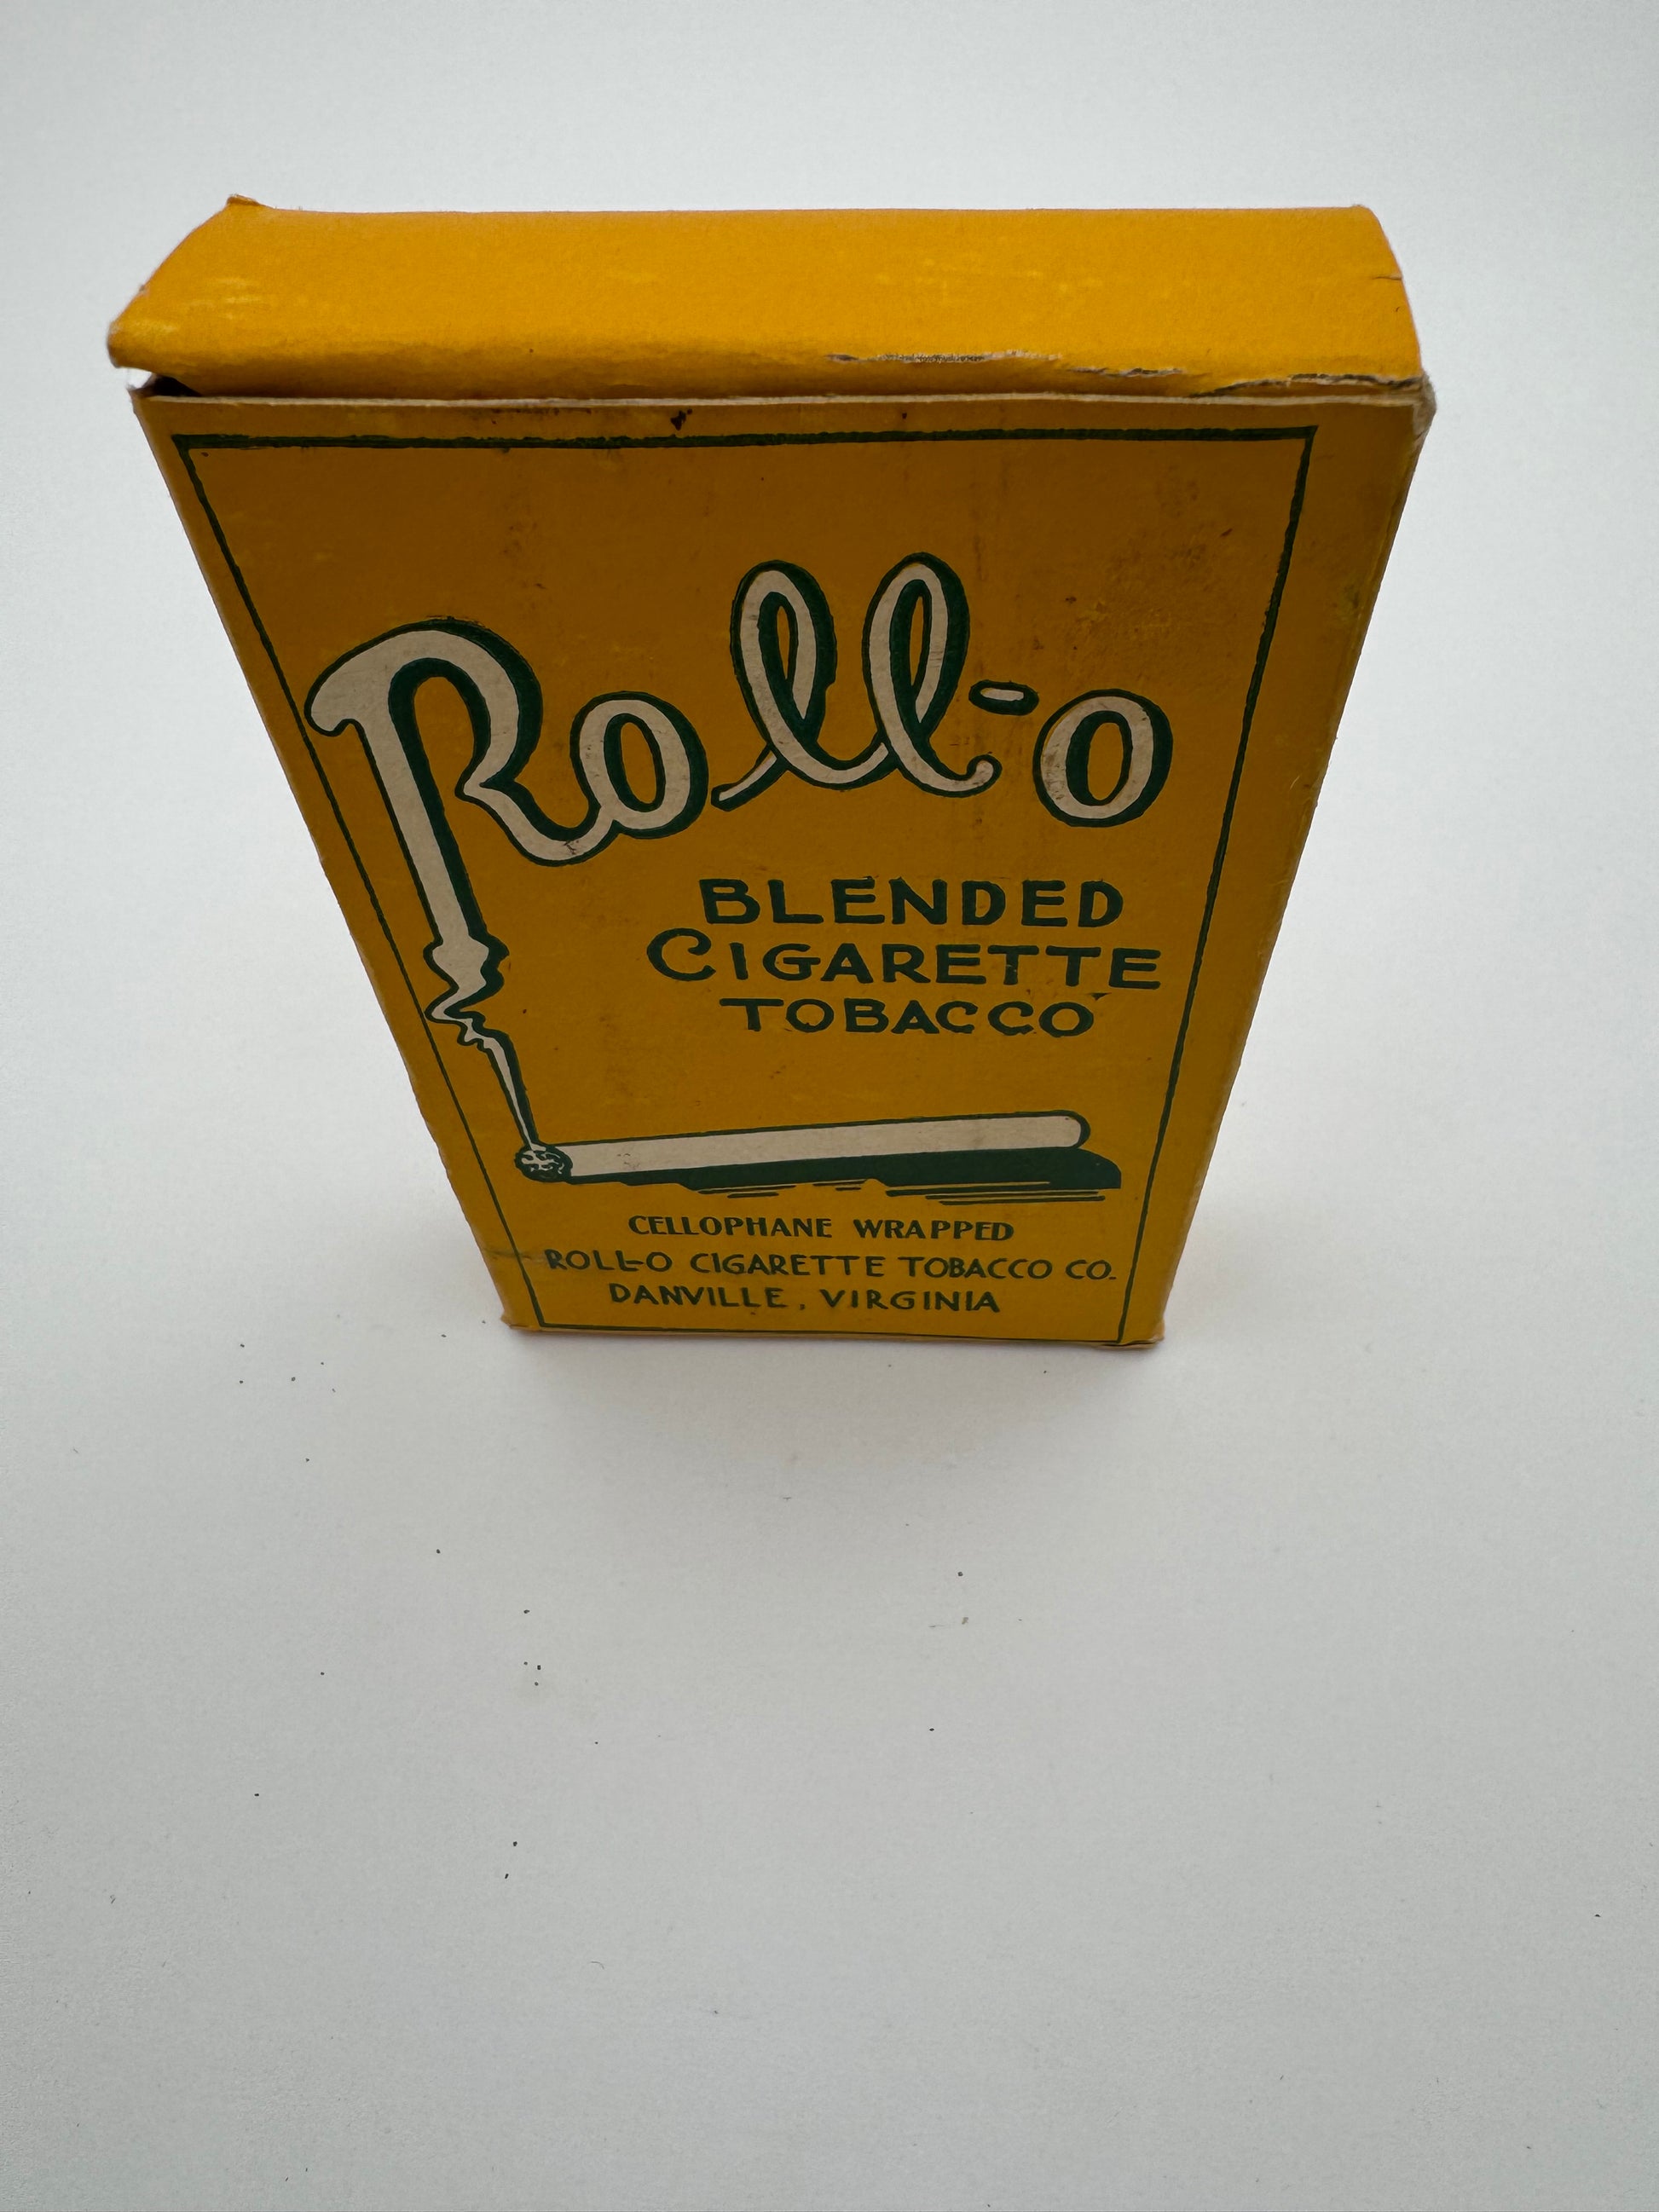 Roll-o
BLENDED
CIGARETTE
TOBACCO
CELLOPHANE WRAPPED
ROLL-O CIGARETTE TOBACCO CO.
DANVILLE, VIRGINIA